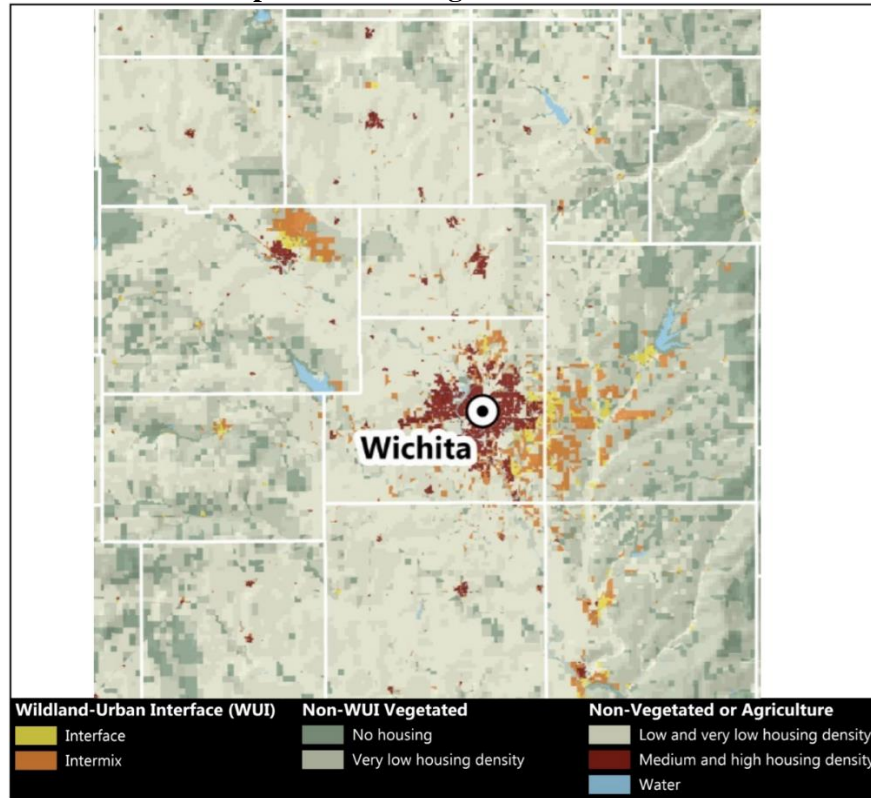 Wichita
Wildland-Urban Interface (WUI)
Interface
Intermix
Non-WUI Vegetated
No housing
Very low housing density
Non-Vegetated or Agriculture
Low and very low housing density
Medium and high housing density
Water